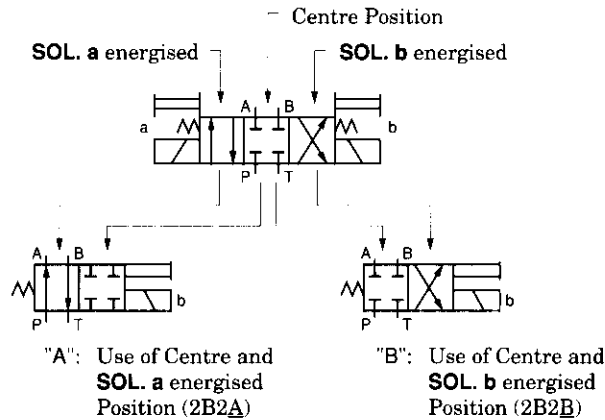 Centre Position
SOL. a energised
SOL. b energised
A B
a
b
P T
A B
b
P T
A B
b
P T
"A": Use of Centre and
SOL. a energised
Position (2B2A)
"B": Use of Centre and
SOL. b energised
Position (2B2B)